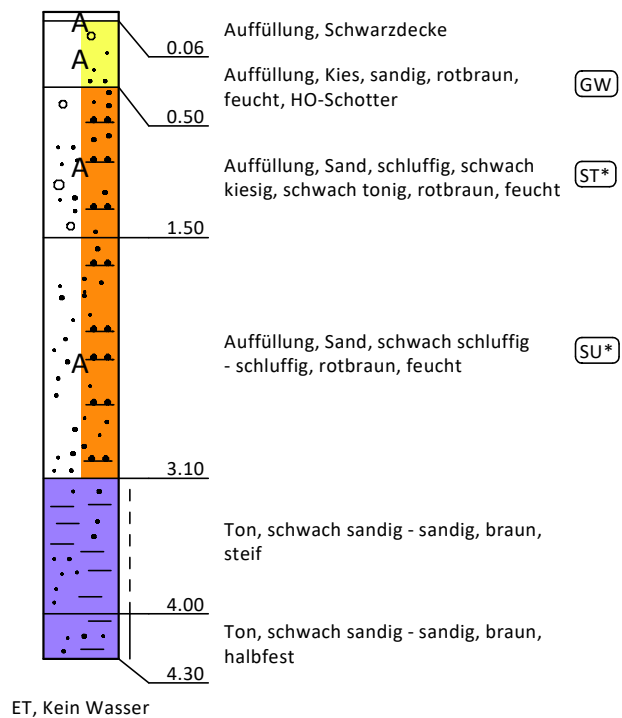 A
0.06
Auffüllung, Schwarzdecke
A
Auffüllung, Kies, sandig, rotbraun,
feucht, HO-Schotter
GW
0.50
A
Auffüllung, Sand, schluffig, schwach
kiesig, schwach tonig, rotbraun, feucht
ST*
1.50
A
Auffüllung, Sand, schwach schluffig
- schluffig, rotbraun, feucht
SU*
3.10
Ton, schwach sandig - sandig, braun,
steif
4.00
Ton, schwach sandig - sandig, braun,
halbfest
4.30
ET, Kein Wasser